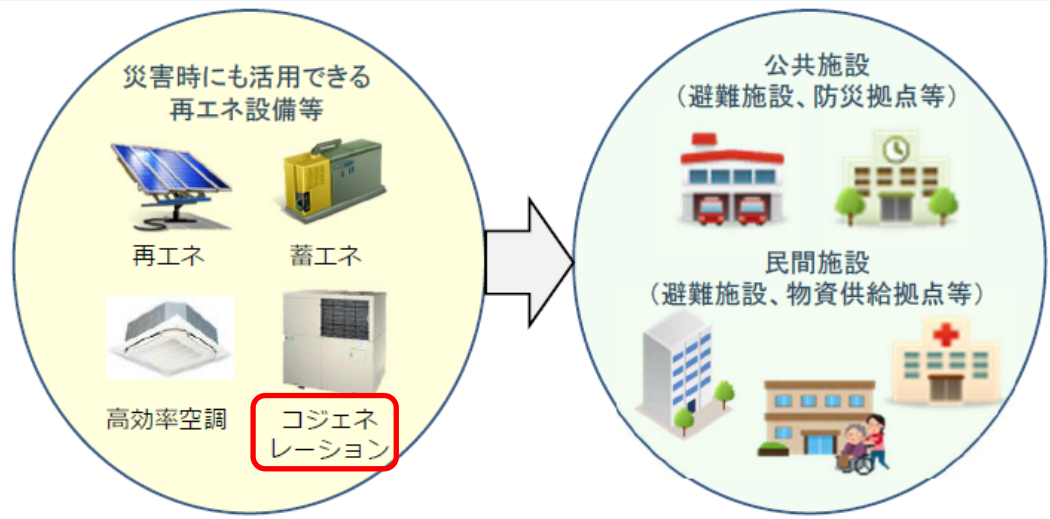 災害時にも活用できる
再エネ設備等
再エネ
蓄エネ
高効率空調
コジェネ
レーション
公共施設
（避難施設、防災拠点等）
民間施設
（避難施設、物資供給拠点等）